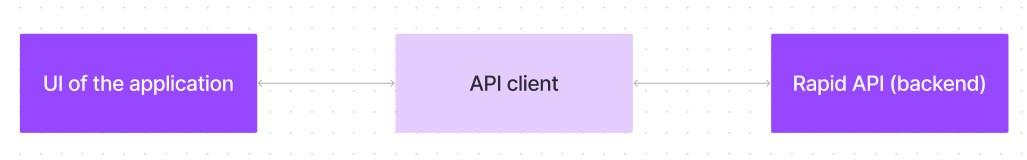 UI of the application
API client
Rapid API (backend)